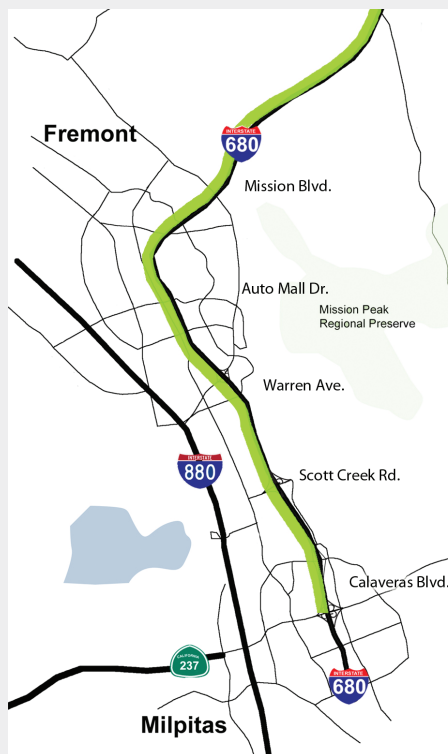 INTERSTATE
680
Fremont
Mission Blvd.
Auto Mall Dr.
Mission Peak
Regional Preserve
Warren Ave.
INTERSTATE
880
Scott Creek Rd.
Calaveras Blvd.
CALIFORNIA
237
INTERSTATE
680
Milpitas